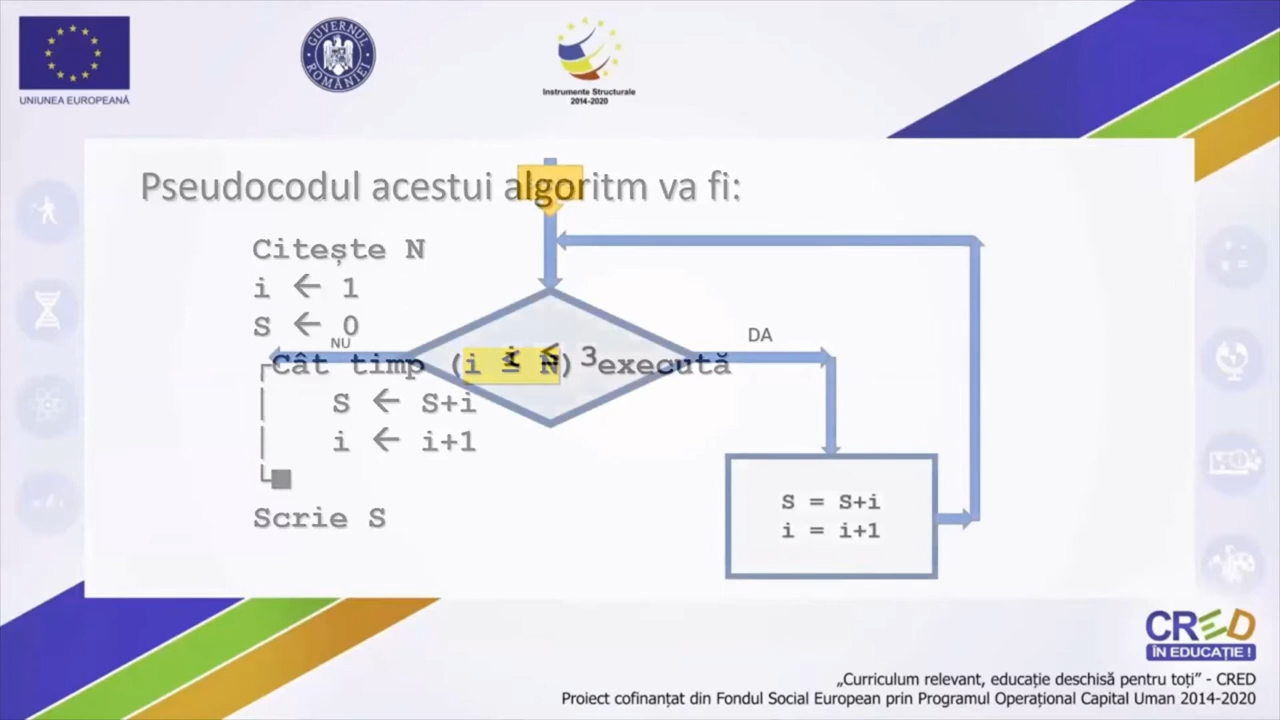 UNIUNEA EUROPEANĂ
GUVERNUL ROMÂNIEI
Instrumente Structurale
2014-2020
Pseudocodul acestui algoritm va fi:
Citește N
i ← 1
S ← 0
NU
DA
Cât timp (i ≤ N) execută
i ≤ 3
S ← S+i
i ← i+1
Scrie S
S = S+i
i = i+1
CRED
ÎN EDUCAȚIE !
„Curriculum relevant, educație deschisă pentru toți” - CRED
Proiect cofinanțat din Fondul Social European prin Programul Operațional Capital Uman 2014-2020